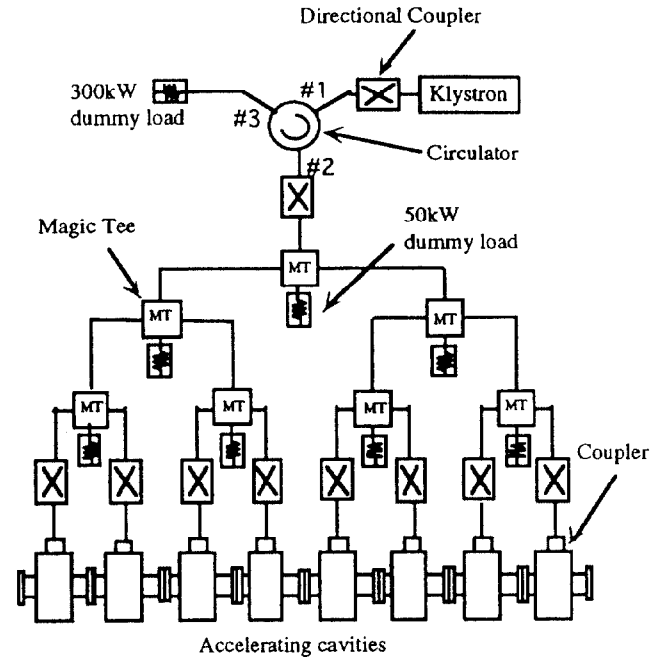 Directional Coupler
300kW
dummy load
#1
Klystron
#3
Circulator
#2
50kW
dummy load
Magic Tee
MT
MT
MT
MT
MT
MT
MT
Coupler
Accelerating cavities